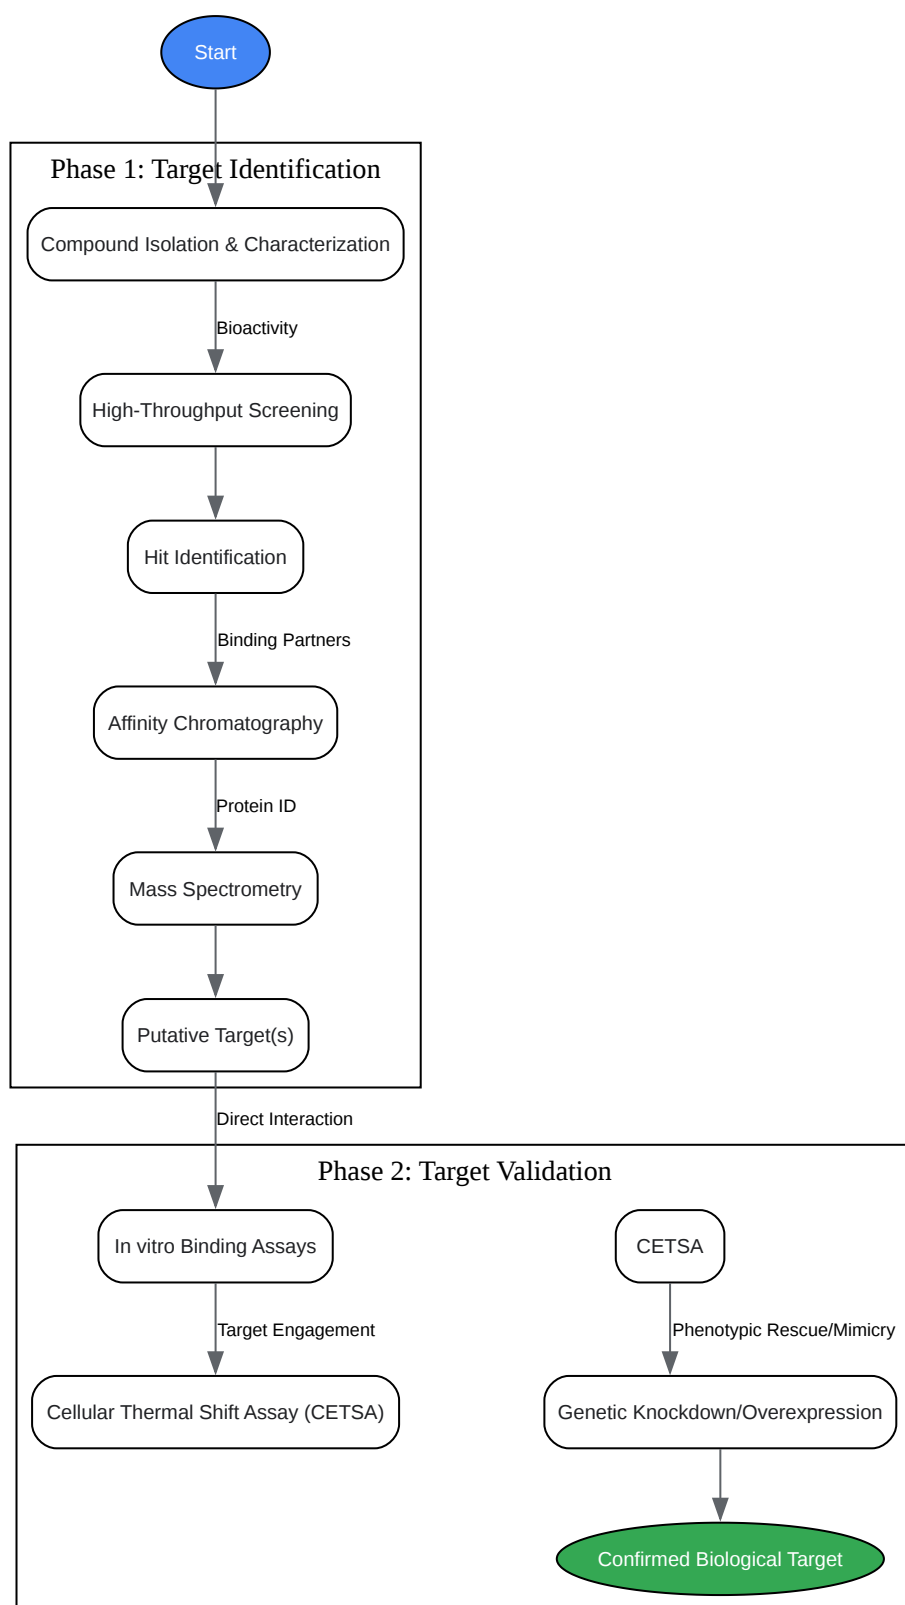 Start
Phase 1: Target Identification
Compound Isolation & Characterization
Bioactivity
High-Throughput Screening
Hit Identification
Binding Partners
Affinity Chromatography
Protein ID
Mass Spectrometry
Putative Target(s)
Direct Interaction
Phase 2: Target Validation
In vitro Binding Assays
CETSA
Target Engagement
Phenotypic Rescue/Mimicry
Cellular Thermal Shift Assay (CETSA)
Genetic Knockdown/Overexpression
Confirmed Biological Target